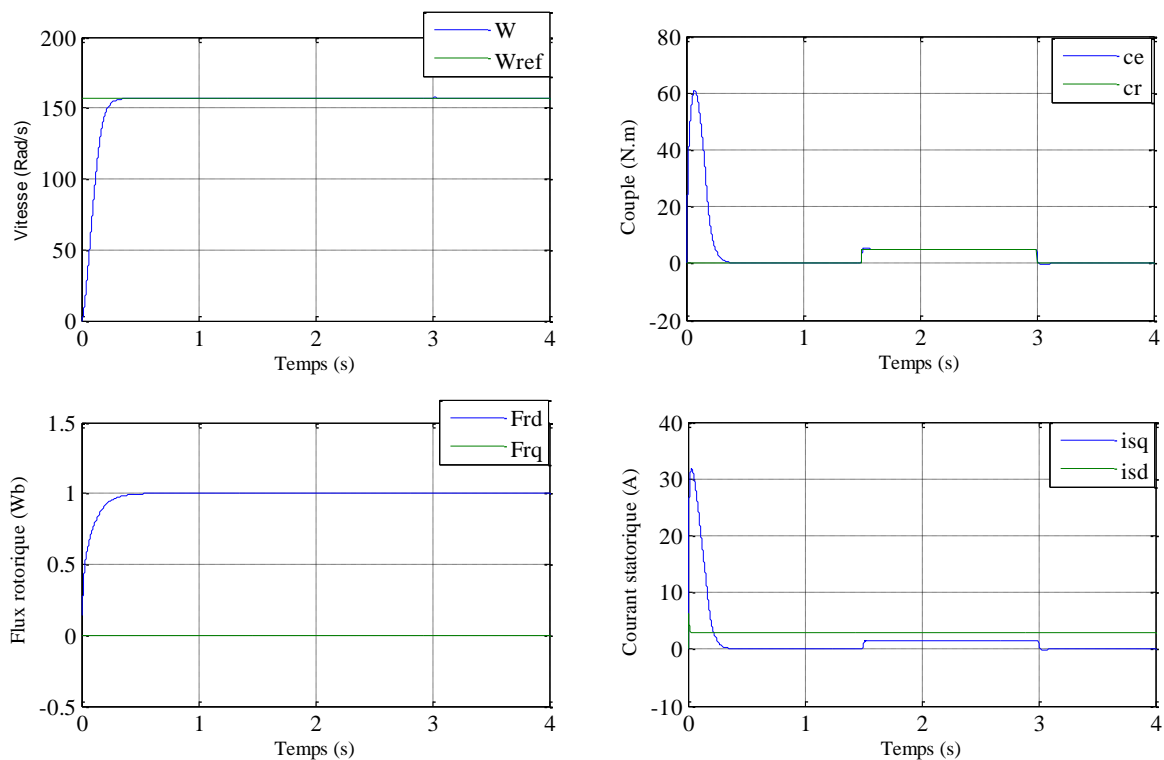 200
150
100
50
0
0
1
2
3
4
Vitesse (Rad/s)
Temps (s)
W
Wref
80
60
40
20
0
-20
0
1
2
3
4
Couple (N.m)
Temps (s)
ce
cr
1.5
1
0.5
0
-0.5
0
1
2
3
4
Flux rotorique (Wb)
Temps (s)
Frd
Frq
40
30
20
10
0
-10
0
1
2
3
4
Courant statorique (A)
Temps (s)
isq
isd